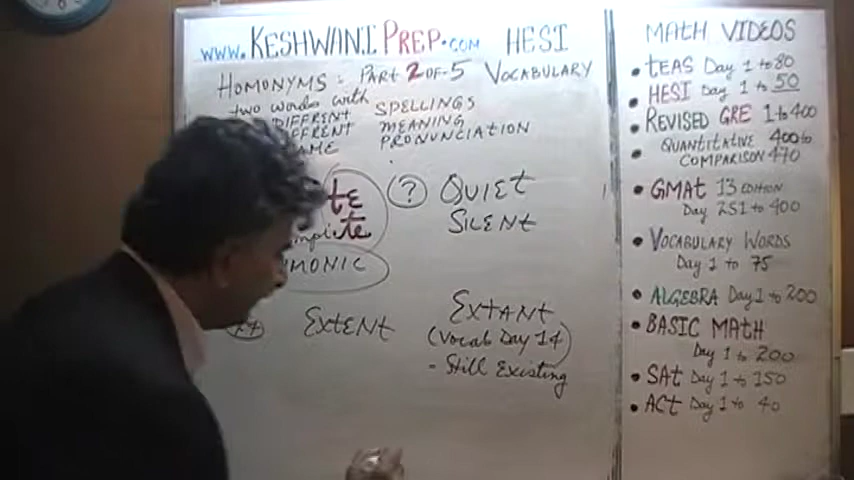 www.KESHWANIPREP.COM HESI
HOMONYMS = PART 2 OF 5 VOCABULARY
two words with
DIFFERENT SPELLINGS
MEANING
PRONUNCIATION
? QUIET
SILENT
EXTENT
EXTANT
(Vocab Day 14)
- Still Existing
MATH VIDEOS
• TEAS Day 1 to 80
• HESI Day 1 to 50
• REVISED GRE 1 to 400
• QUANTITATIVE 400 to
COMPARISON 470
• GMAT 13 EDITION
Day 251 to 400
• VOCABULARY WORDS
Day 1 to 75
• ALGEBRA Day 1 to 200
• BASIC MATH
Day 1 to 200
• SAT Day 1 to 150
• ACT Day 1 to 40